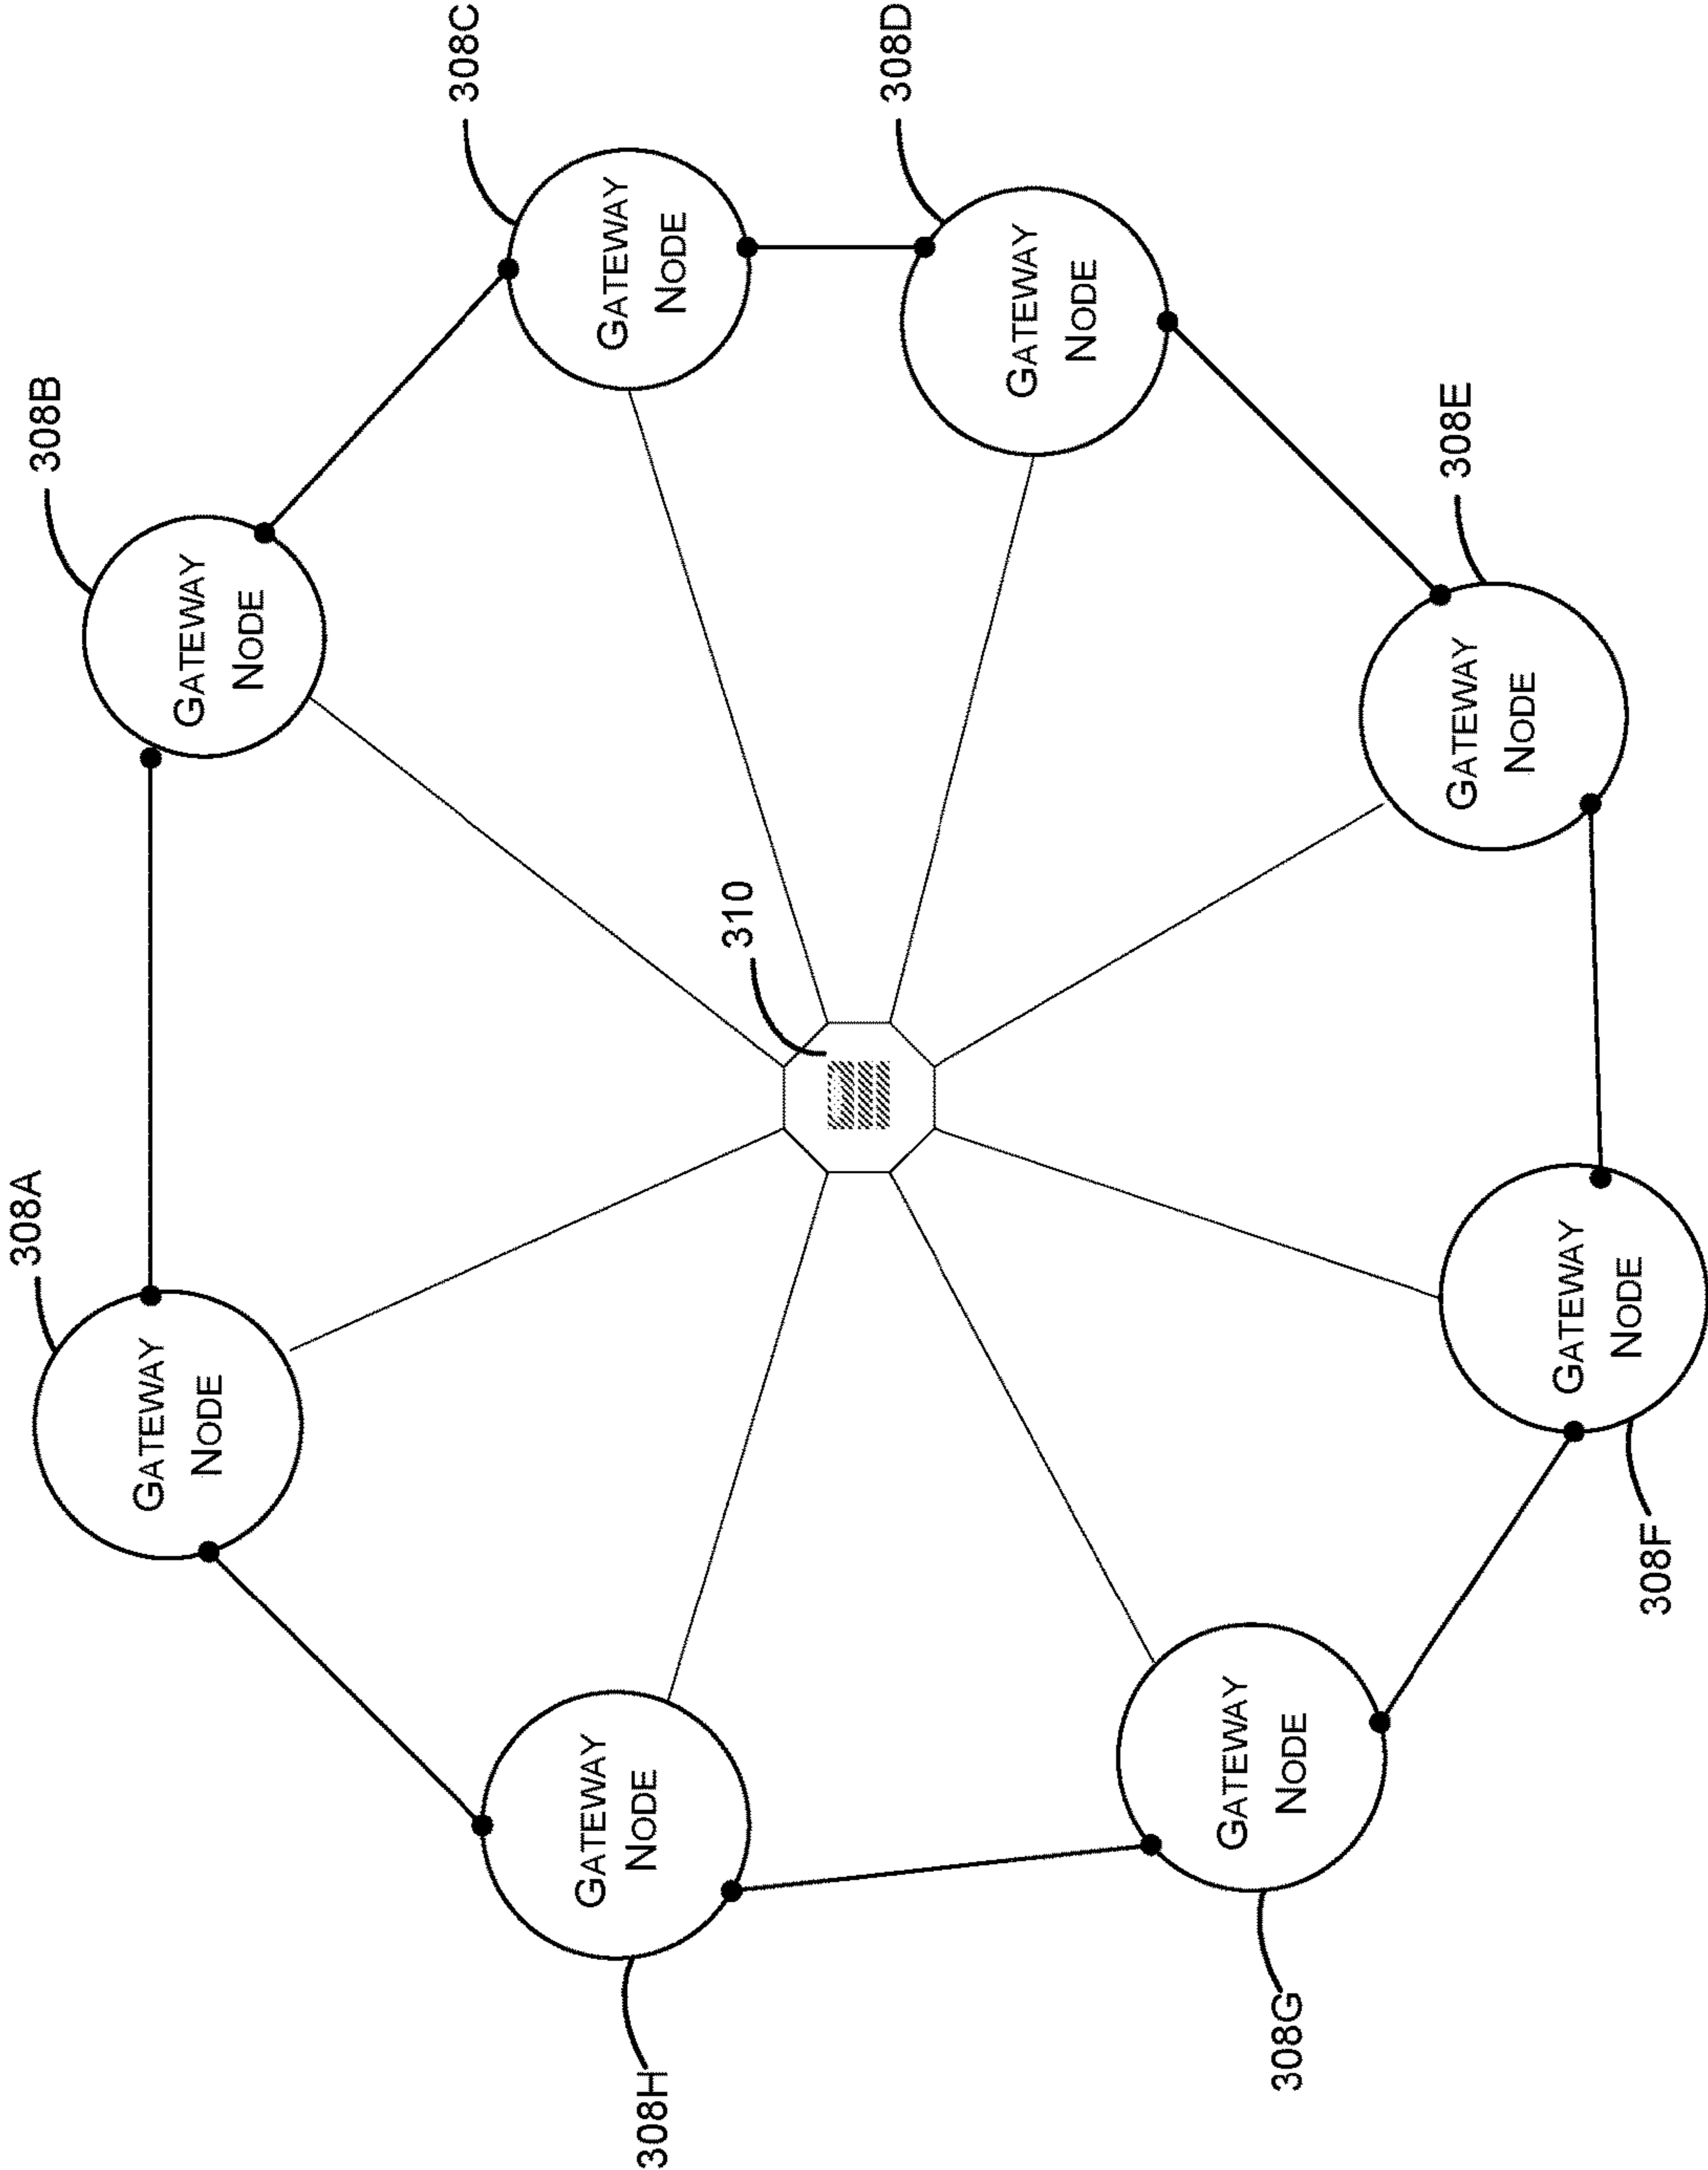 308A
GATEWAY
NODE
308B
GATEWAY
NODE
308C
GATEWAY
NODE
308D
GATEWAY
NODE
308E
GATEWAY
NODE
308F
GATEWAY
NODE
308G
GATEWAY
NODE
308H
GATEWAY
NODE
310